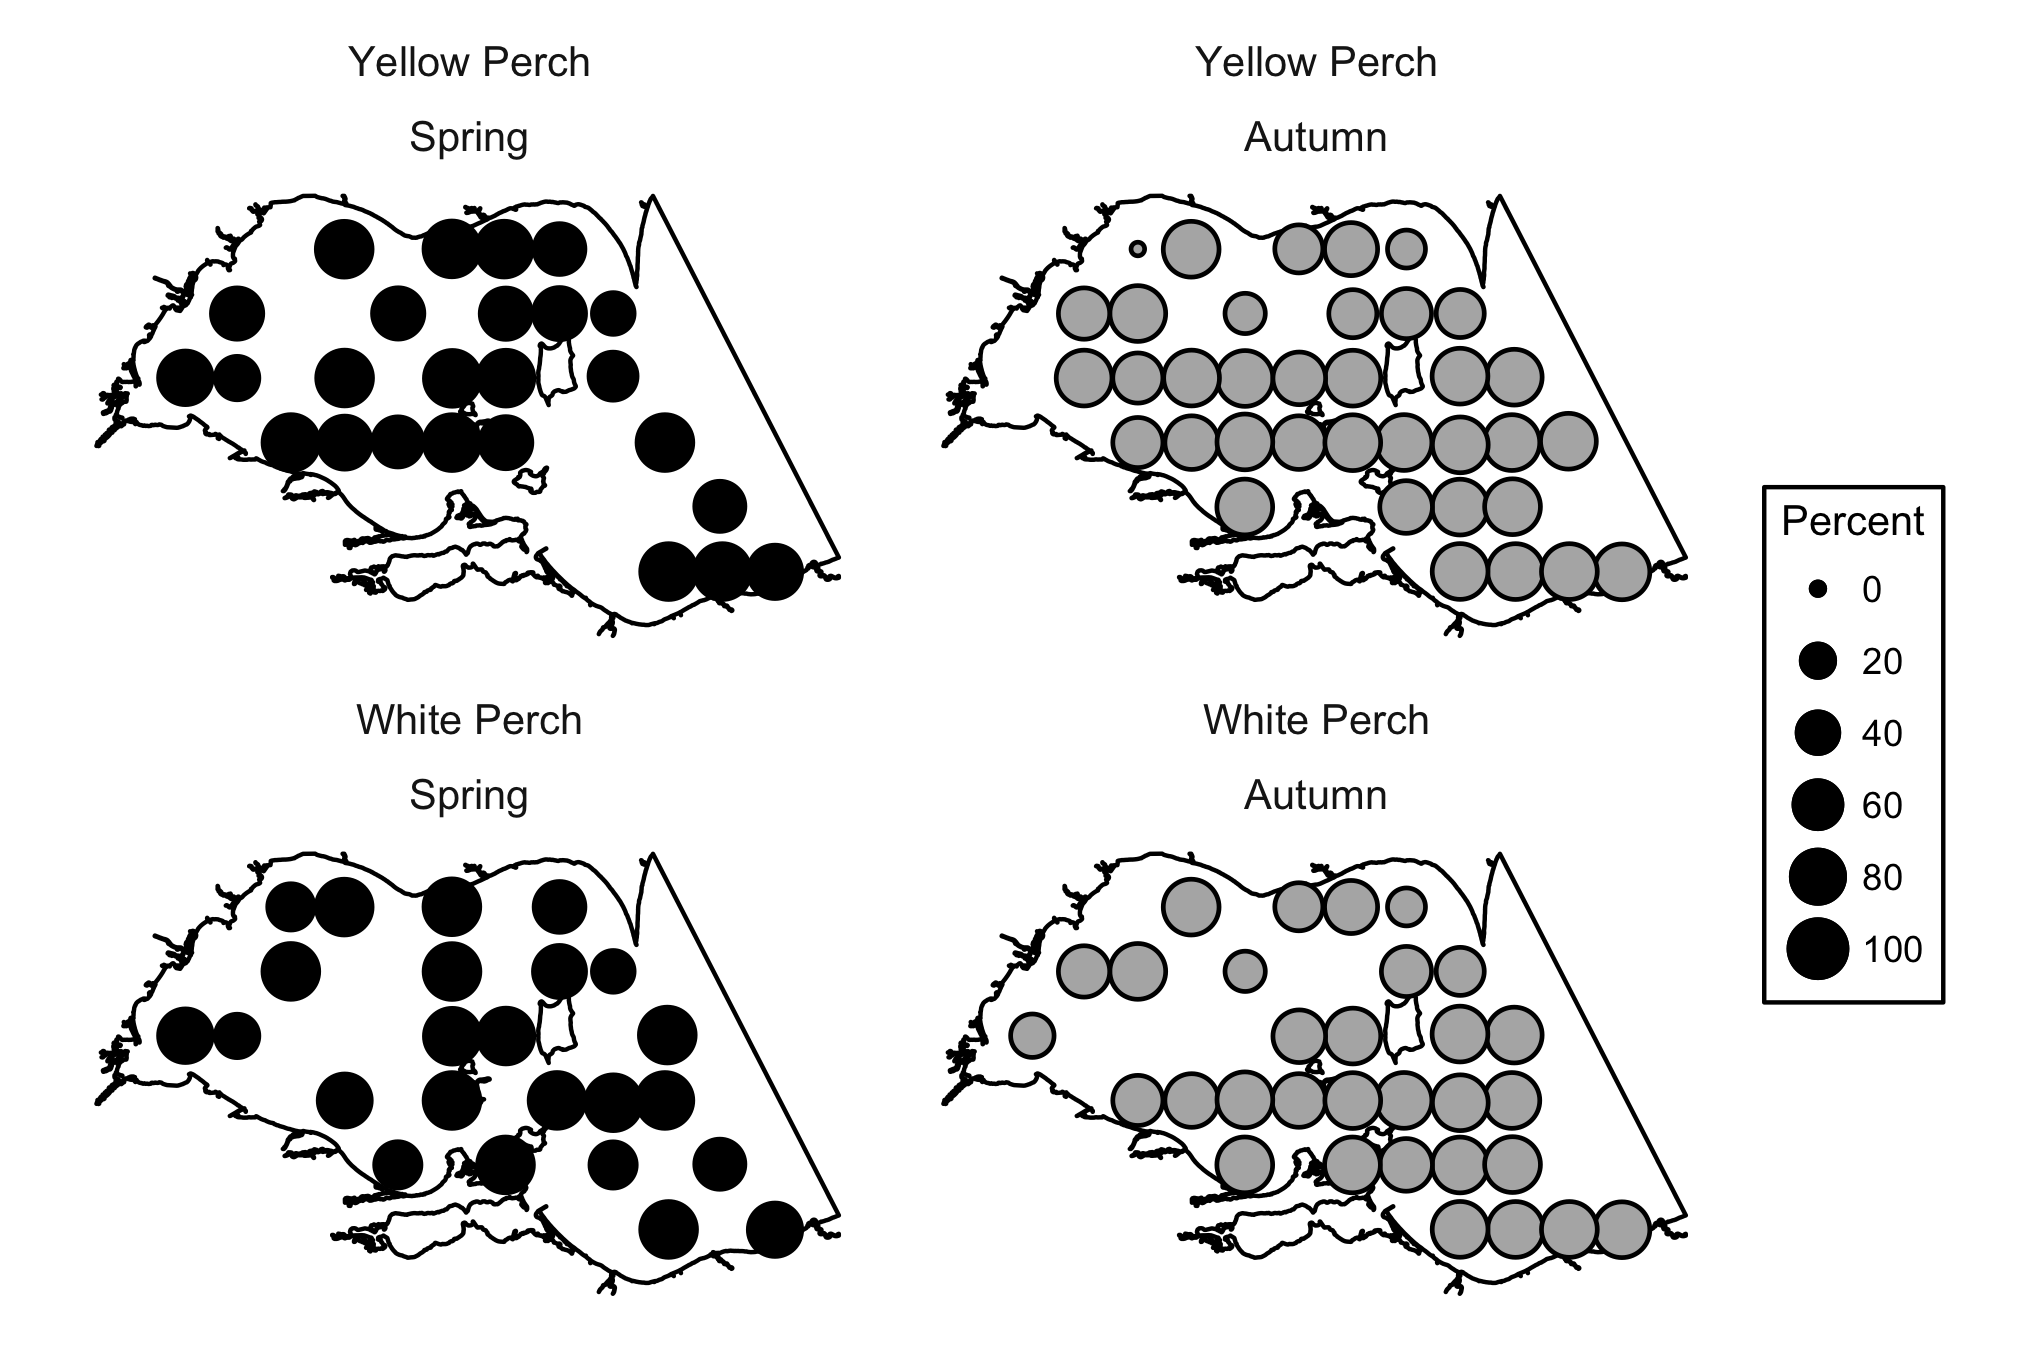 Yellow Perch
Spring
Yellow Perch
Autumn
White Perch
Spring
White Perch
Autumn
Percent
0
20
40
60
80
100